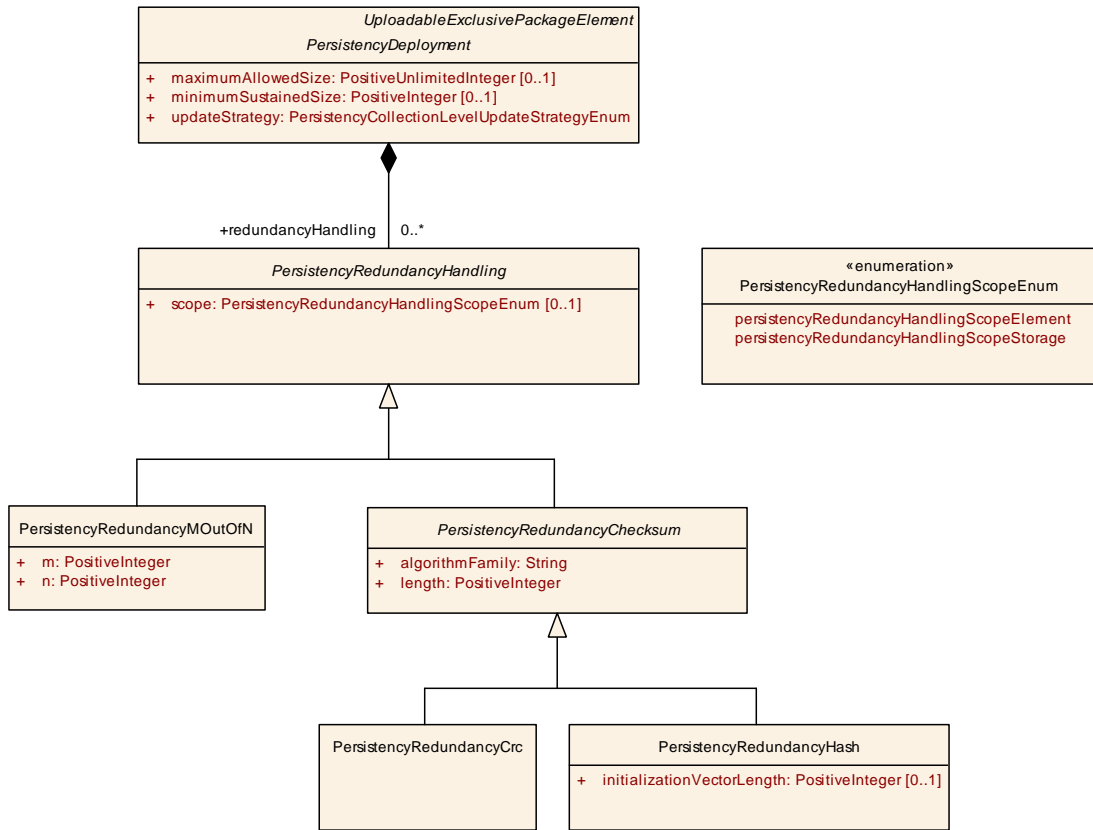 UploadableExclusivePackageElement
PersistencyDeployment
+ maximumAllowedSize: PositiveUnlimitedInteger [0..1]
+ minimumSustainedSize: PositiveInteger [0..1]
+ updateStrategy: PersistencyCollectionLevelUpdateStrategyEnum
+redundancyHandling 0..*
PersistencyRedundancyHandling
+ scope: PersistencyRedundancyHandlingScopeEnum [0..1]
«enumeration»
PersistencyRedundancyHandlingScopeEnum
persistencyRedundancyHandlingScopeElement
persistencyRedundancyHandlingScopeStorage
PersistencyRedundancyMOutOfN
+ m: PositiveInteger
+ n: PositiveInteger
PersistencyRedundancyChecksum
+ algorithmFamily: String
+ length: PositiveInteger
PersistencyRedundancyCrc
PersistencyRedundancyHash
+ initializationVectorLength: PositiveInteger [0..1]